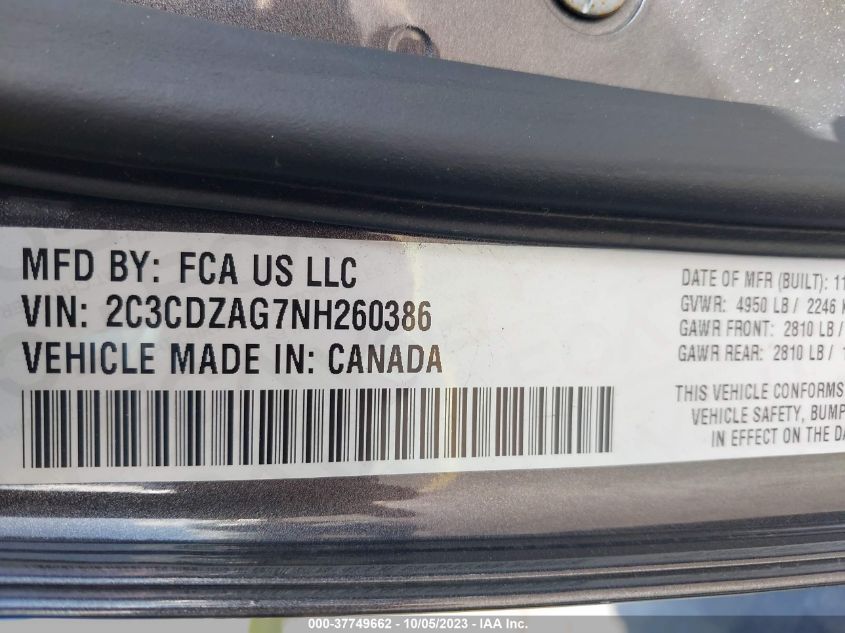 MFD BY: FCA US LLC
VIN: 2C3CDZAG7NH260386
VEHICLE MADE IN: CANADA
DATE OF MFR (BUILT): 11
GVWR: 4950 LB / 2246 K
GAWR FRONT: 2810 LB /
GAWR REAR: 2810 LB / 1
THIS VEHICLE CONFORMS
VEHICLE SAFETY, BUMP
IN EFFECT ON THE DA
000-37749662 - 10/05/2023 - IAA Inc.